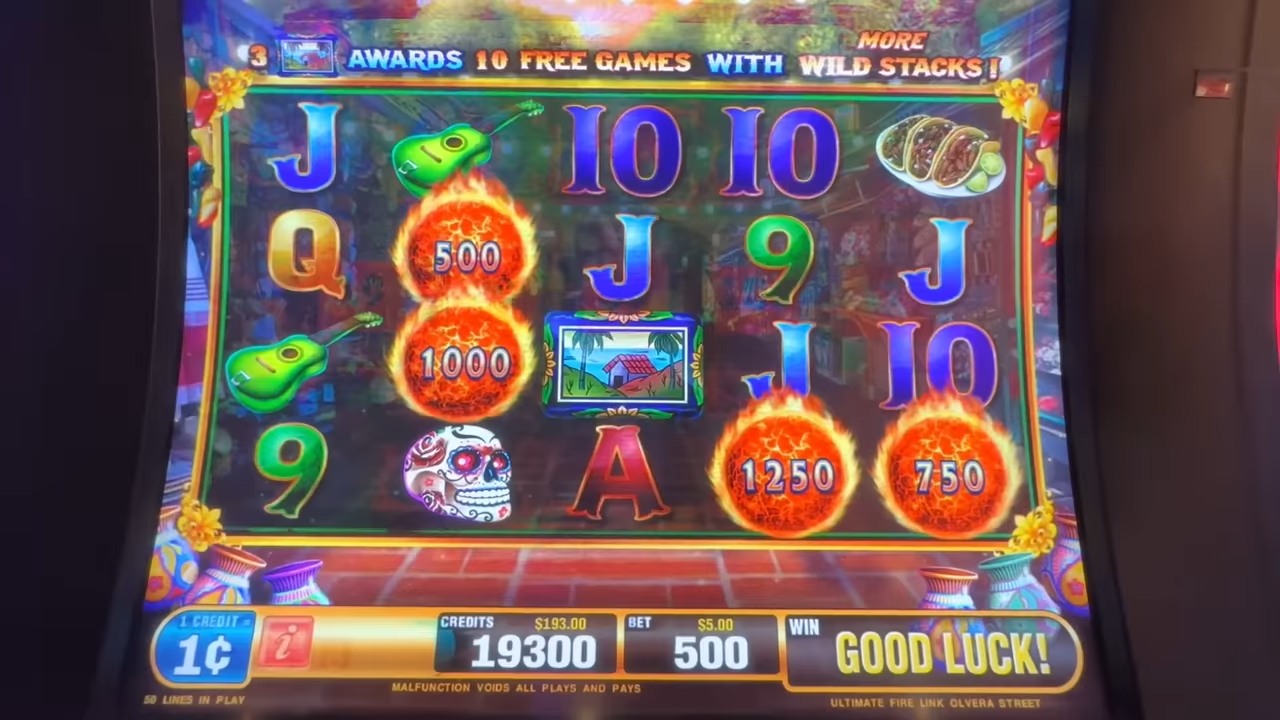 3 AWARDS 10 FREE GAMES WITH MORE WILD STACKS!
J 10 10
Q 500 J 9 J
1000 J 10
9 A 1250 750
1 CREDIT =
1¢
i
CREDITS $193.00
19300
BET $5.00
500
WIN
GOOD LUCK!
50 LINES IN PLAY
MALFUNCTION VOIDS ALL PLAYS AND PAYS
ULTIMATE FIRE LINK OLVERA STREET